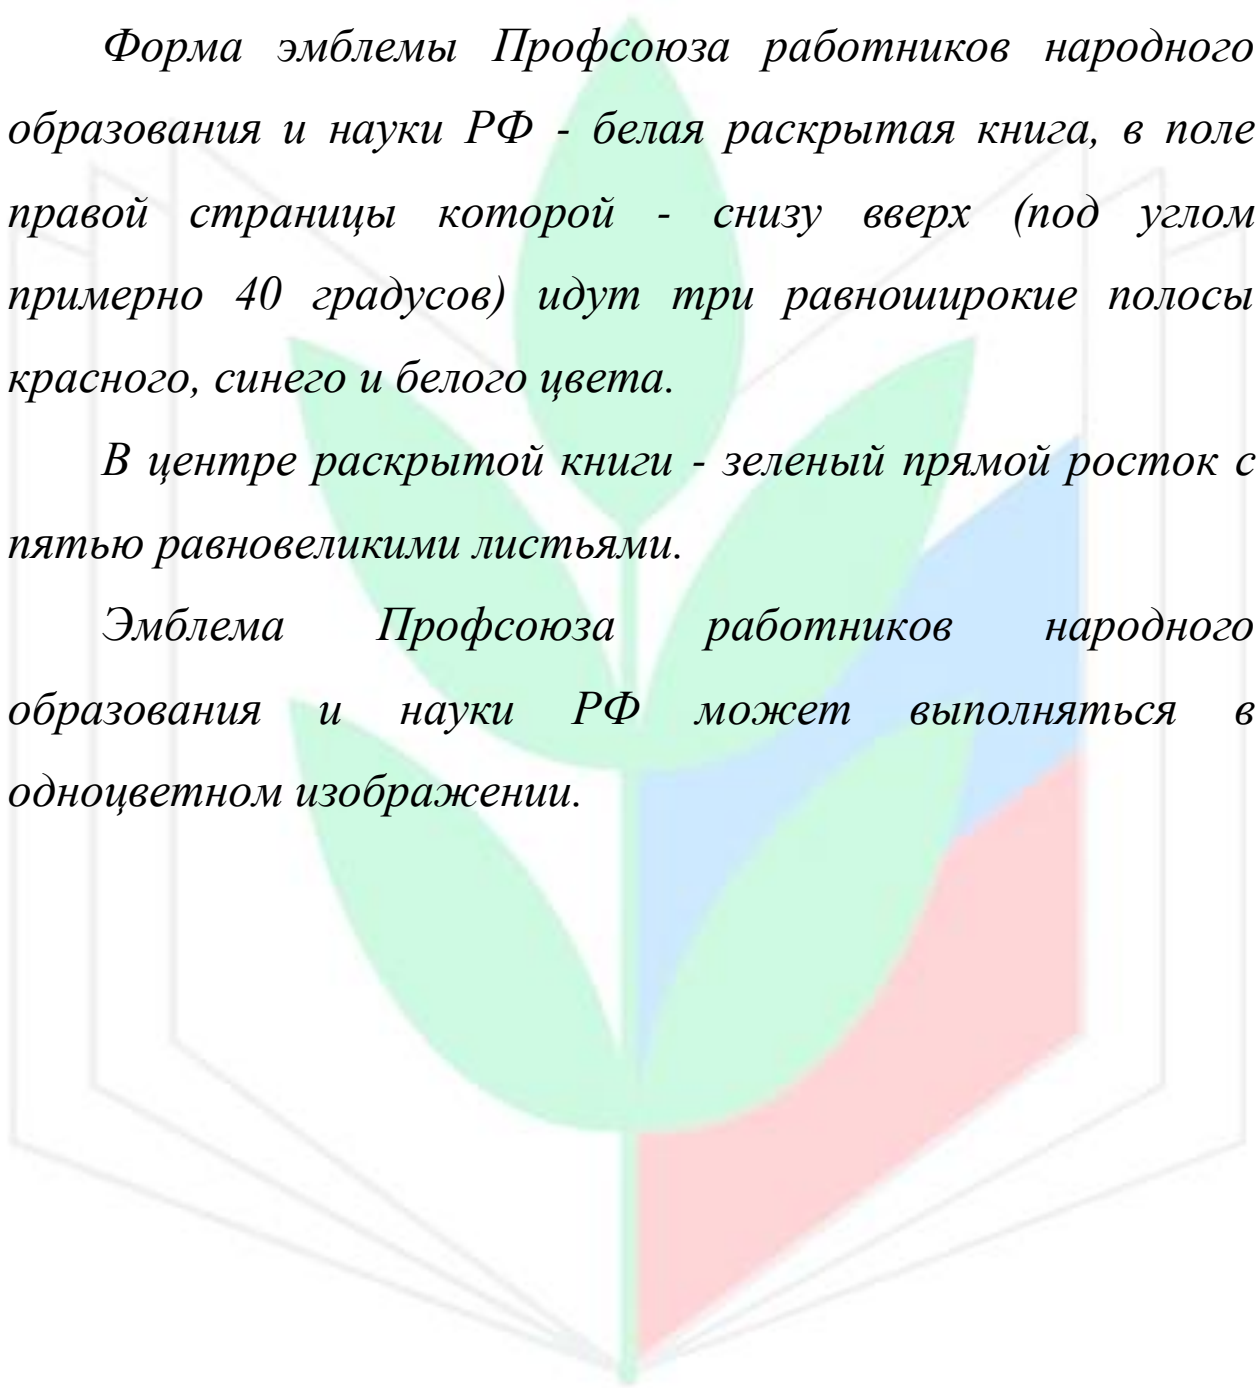 Форма эмблемы Профсоюза работников народного
образования и науки РФ - белая раскрытая книга, в поле
правой страницы которой - снизу вверх (под углом
примерно 40 градусов) идут три равноширокие полосы
красного, синего и белого цвета.
В центре раскрытой книги - зеленый прямой росток с
пятью равновеликими листьями.
Эмблема Профсоюза работников народного
образования и науки РФ может выполняться в
одноцветном изображении.